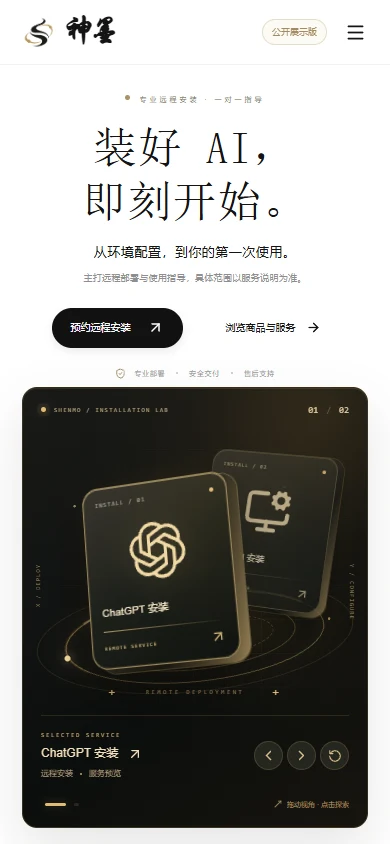 神墨
公开展示版
专业远程安装 · 一对一指导
装好 AI，
即刻开始。
从环境配置，到你的第一次使用。
主打远程部署与使用指导，具体范围以服务说明为准。
预约远程安装
浏览商品与服务
专业部署 · 安全交付 · 售后支持
SHENMO / INSTALLATION LAB
01 / 02
INSTALL / 02
安装
INSTALL / 01
ChatGPT 安装
REMOTE SERVICE
X / DEPLOY
Y / CONFIGURE
REMOTE DEPLOYMENT
SELECTED SERVICE
ChatGPT 安装
远程安装 · 服务预览
拖动视角 · 点击探索